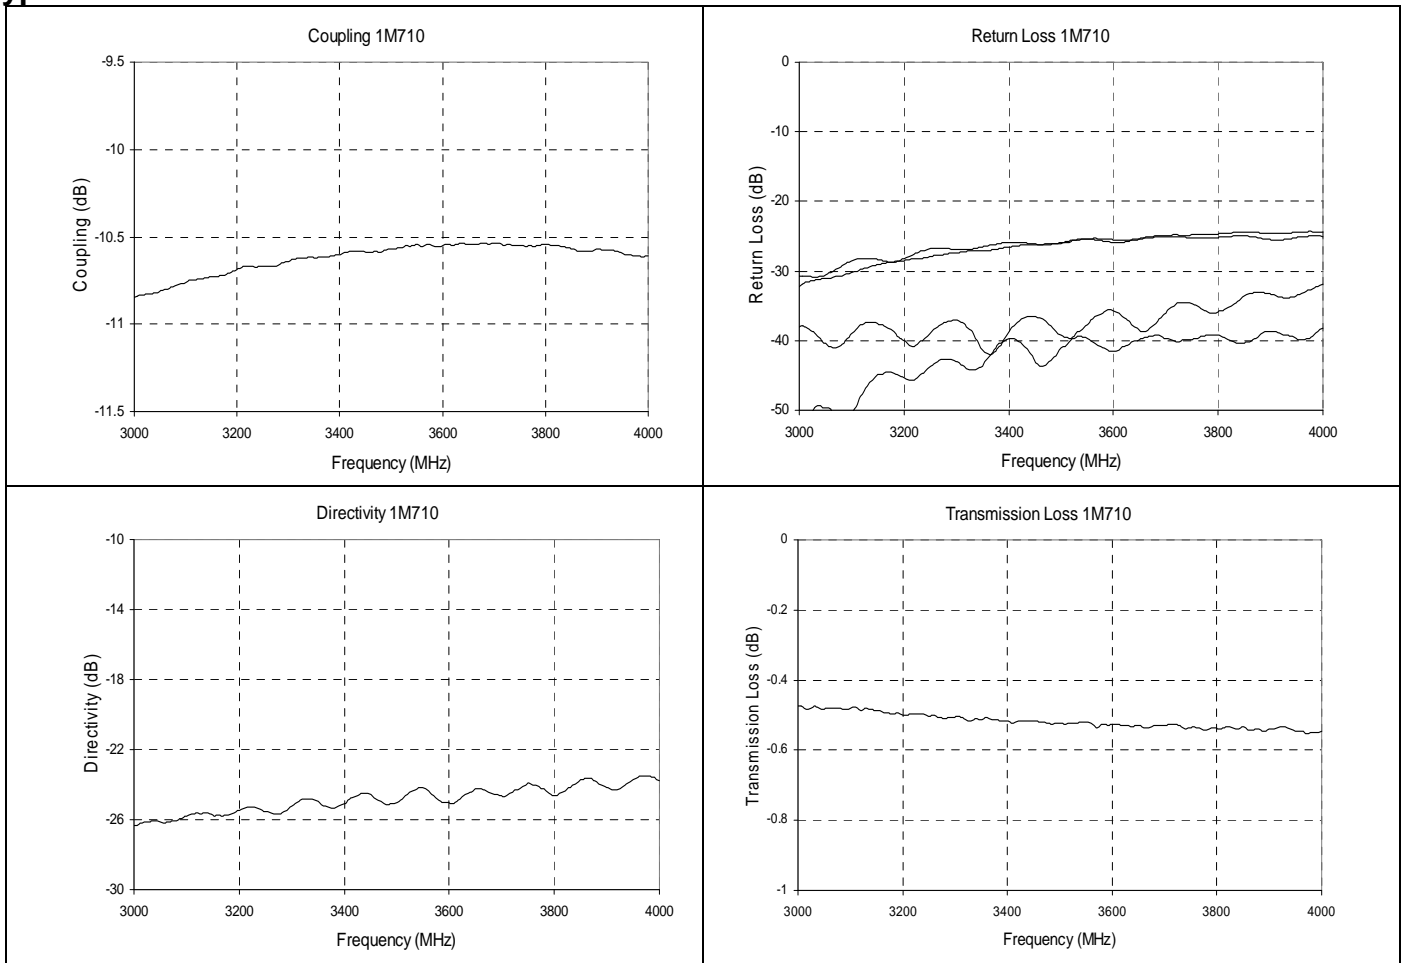 Coupling 1M710
-9.5
-10
-10.5
-11
-11.5
Coupling (dB)
3000 3200 3400 3600 3800 4000
Frequency (MHz)
Return Loss 1M710
0
-10
-20
-30
-40
-50
Return Loss (dB)
3000 3200 3400 3600 3800 4000
Frequency (MHz)
Directivity 1M710
-10
-14
-18
-22
-26
-30
Directivity (dB)
3000 3200 3400 3600 3800 4000
Frequency (MHz)
Transmission Loss 1M710
0
-0.2
-0.4
-0.6
-0.8
-1
Transmission Loss (dB)
3000 3200 3400 3600 3800 4000
Frequency (MHz)